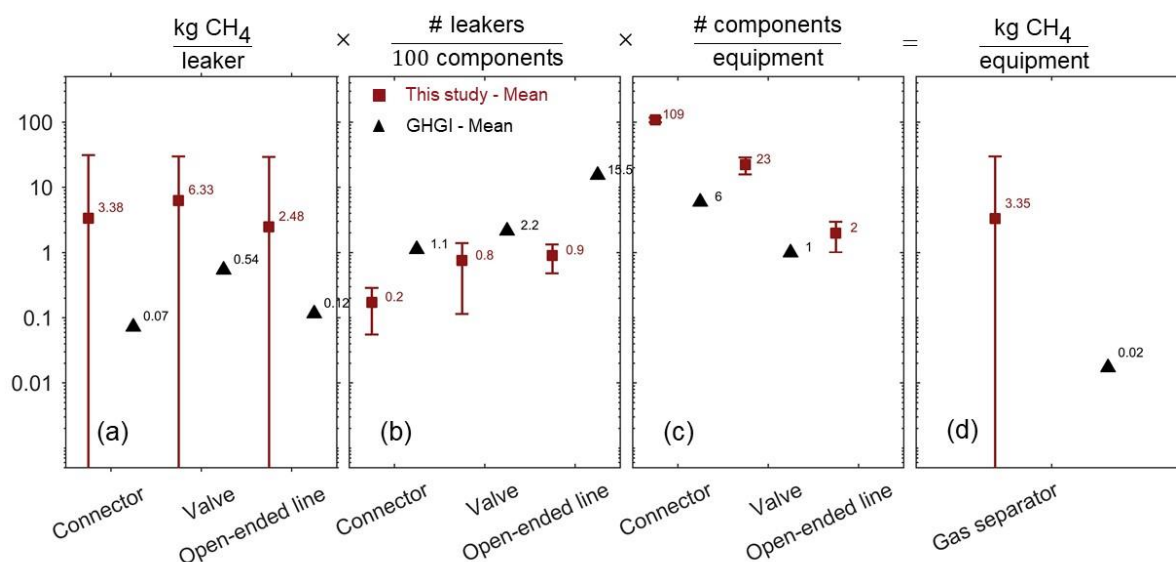 kg CH4 / leaker × # leakers / 100 components × # components / equipment = kg CH4 / equipment
This study - Mean
GHGI - Mean
100
10
1
0.1
0.01
3.38
0.07
6.33
0.54
2.48
0.12
0.2
1.1
0.8
2.2
0.9
15.5
109
6
23
1
2
3.35
0.02
(a)
(b)
(c)
(d)
Connector
Valve
Open-ended line
Connector
Valve
Open-ended line
Connector
Valve
Open-ended line
Gas separator